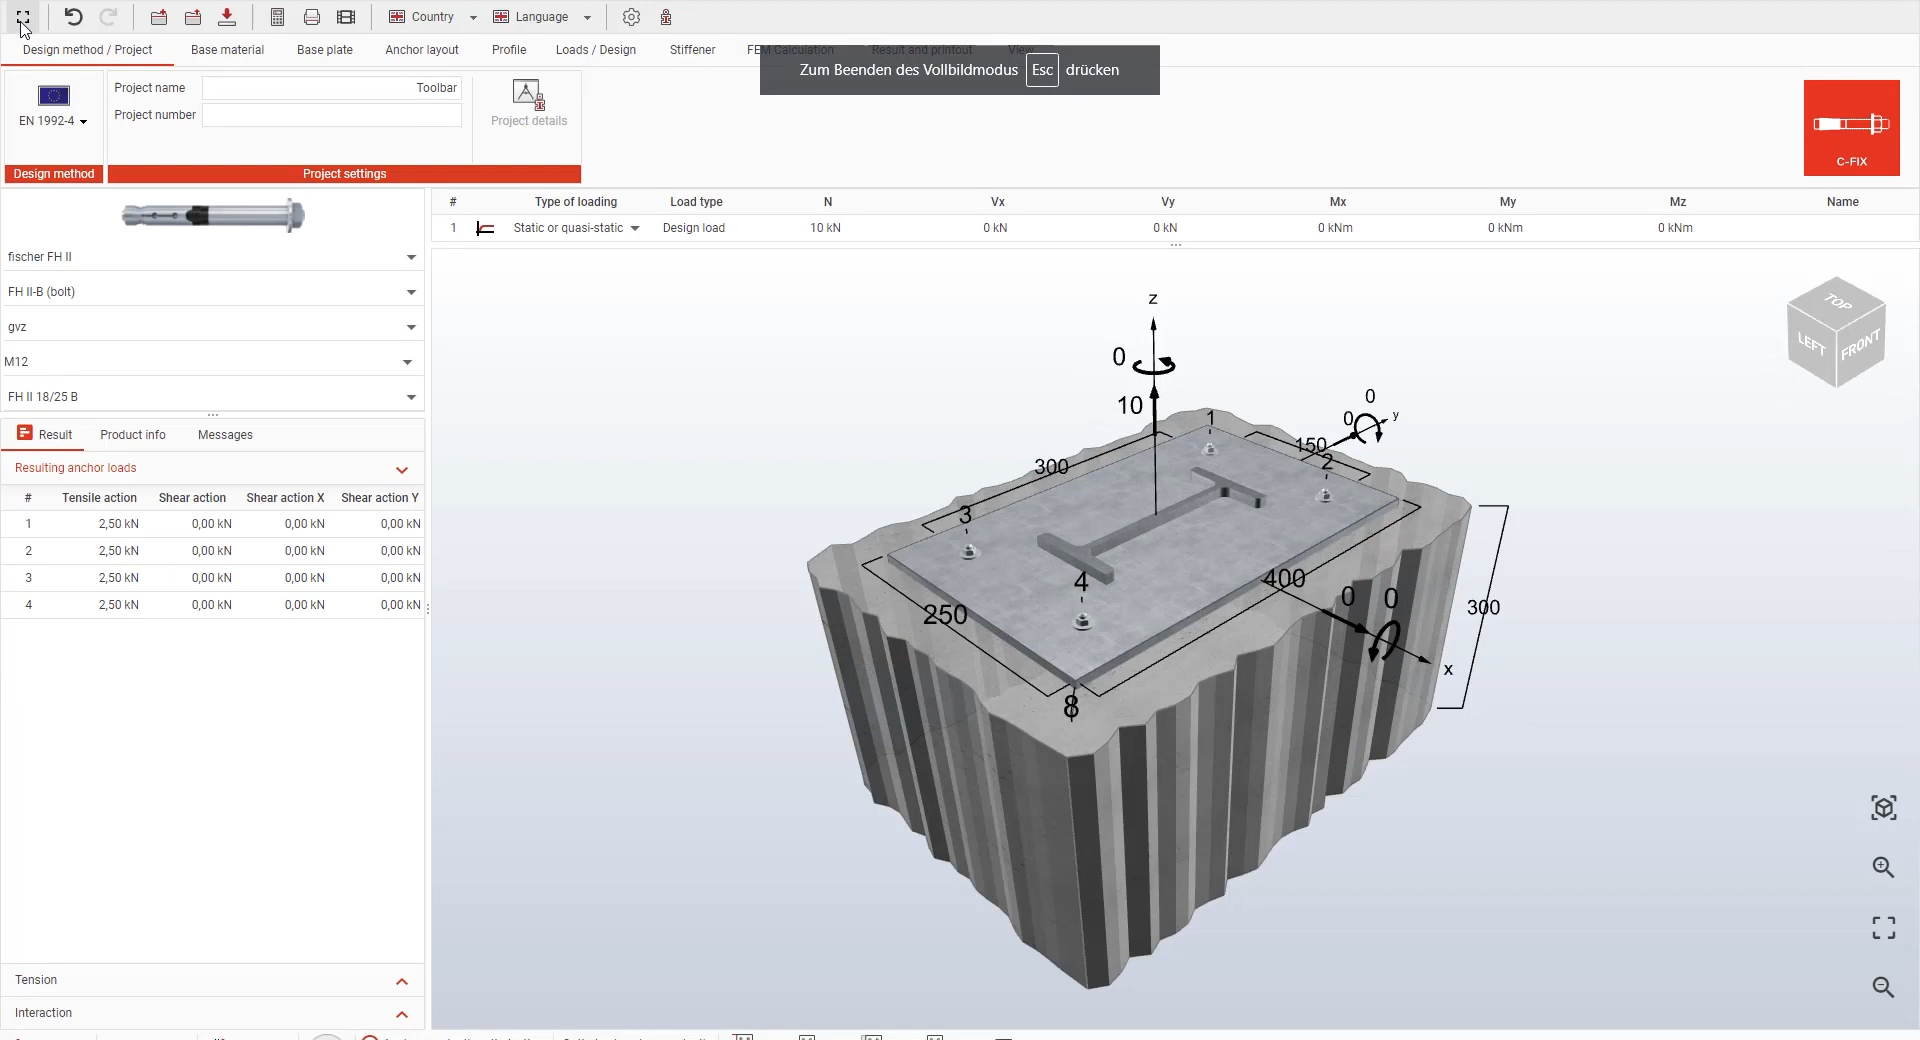 Country
Language
Design method / Project
Base material
Base plate
Anchor layout
Profile
Loads / Design
Stiffener
FEM Calculation
Result and printout
View
Zum Beenden des Vollbildmodus Esc drücken
EN 1992-4
Design method
Project name
Toolbar
Project number
Project details
Project settings
C-FIX
fischer FH II
FH II-B (bolt)
gvz
M12
FH II 18/25 B
# Type of loading Load type N Vx Vy Mx My Mz Name
1 Static or quasi-static Design load 10 kN 0 kN 0 kN 0 kNm 0 kNm 0 kNm
Result Product info Messages
Resulting anchor loads
# Tensile action Shear action Shear action X Shear action Y
1 2,50 kN 0,00 kN 0,00 kN 0,00 kN
2 2,50 kN 0,00 kN 0,00 kN 0,00 kN
3 2,50 kN 0,00 kN 0,00 kN 0,00 kN
4 2,50 kN 0,00 kN 0,00 kN 0,00 kN
Tension
Interaction
z
0
10
0
0
y
1
150
2
300
3
4
400
250
0 0
300
x
8
TOP
LEFT
FRONT